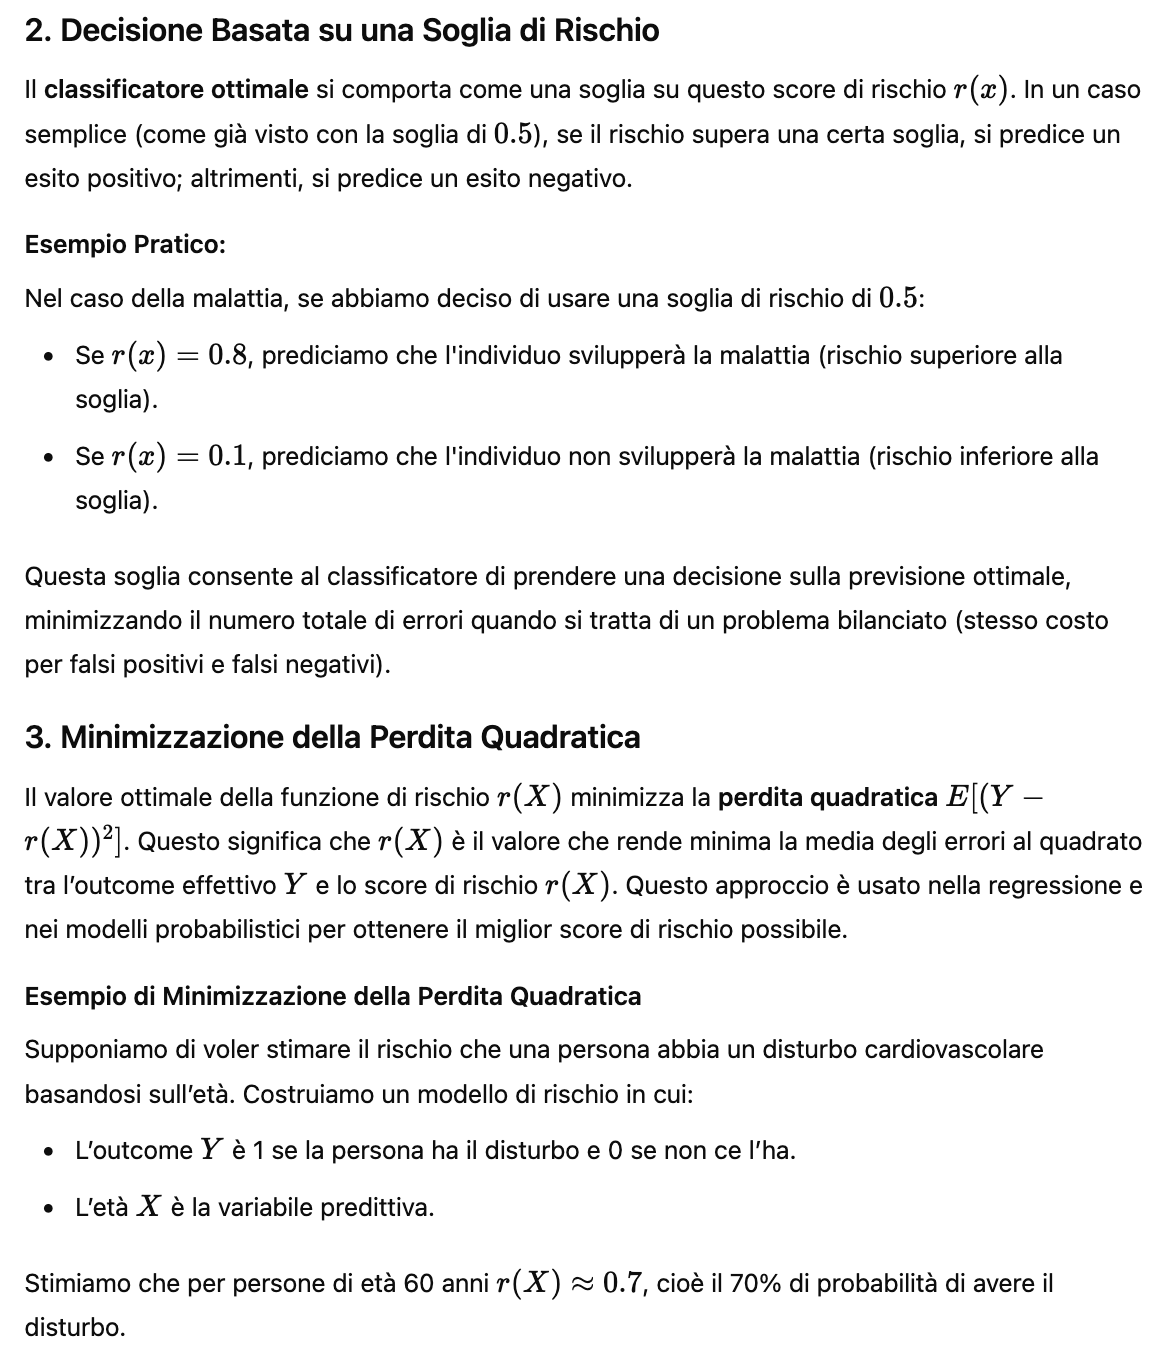 2. Decisione Basata su una Soglia di Rischio
Il classificatore ottimale si comporta come una soglia su questo score di rischio r(x). In un caso
semplice (come già visto con la soglia di 0.5), se il rischio supera una certa soglia, si predice un
esito positivo; altrimenti, si predice un esito negativo.
Esempio Pratico:
Nel caso della malattia, se abbiamo deciso di usare una soglia di rischio di 0.5:
• Se r(x) = 0.8, prediciamo che l'individuo svilupperà la malattia (rischio superiore alla
soglia).
• Se r(x) = 0.1, prediciamo che l'individuo non svilupperà la malattia (rischio inferiore alla
soglia).
Questa soglia consente al classificatore di prendere una decisione sulla previsione ottimale,
minimizzando il numero totale di errori quando si tratta di un problema bilanciato (stesso costo
per falsi positivi e falsi negativi).
3. Minimizzazione della Perdita Quadratica
Il valore ottimale della funzione di rischio r(X) minimizza la perdita quadratica E[(Y −
r(X))²]. Questo significa che r(X) è il valore che rende minima la media degli errori al quadrato
tra l’outcome effettivo Y e lo score di rischio r(X). Questo approccio è usato nella regressione e
nei modelli probabilistici per ottenere il miglior score di rischio possibile.
Esempio di Minimizzazione della Perdita Quadratica
Supponiamo di voler stimare il rischio che una persona abbia un disturbo cardiovascolare
basandosi sull’età. Costruiamo un modello di rischio in cui:
• L’outcome Y è 1 se la persona ha il disturbo e 0 se non ce l’ha.
• L’età X è la variabile predittiva.
Stimiamo che per persone di età 60 anni r(X) ≈ 0.7, cioè il 70% di probabilità di avere il
disturbo.